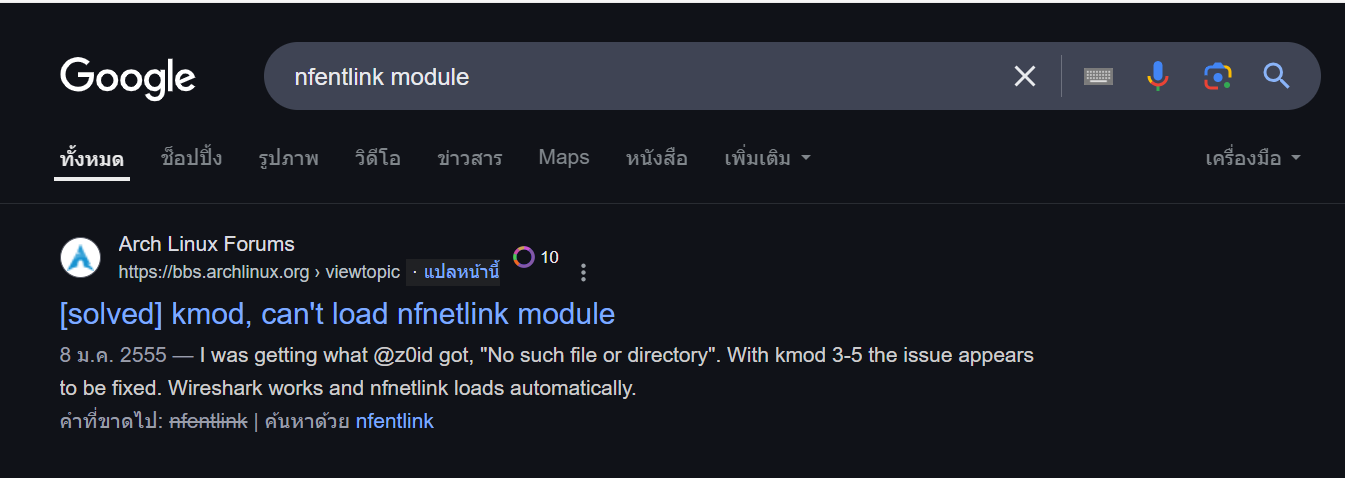 Google
nfentlink module
ทั้งหมด ช็อปปิ้ง รูปภาพ วิดีโอ ข่าวสาร Maps หนังสือ เพิ่มเติม เครื่องมือ
Arch Linux Forums
https://bbs.archlinux.org › viewtopic · แปลหน้านี้ 10
[solved] kmod, can't load nfnetlink module
8 ม.ค. 2555 — I was getting what @z0id got, "No such file or directory". With kmod 3-5 the issue appears
to be fixed. Wireshark works and nfnetlink loads automatically.
คำที่ขาดไป: nfentlink | ค้นหาด้วย nfentlink